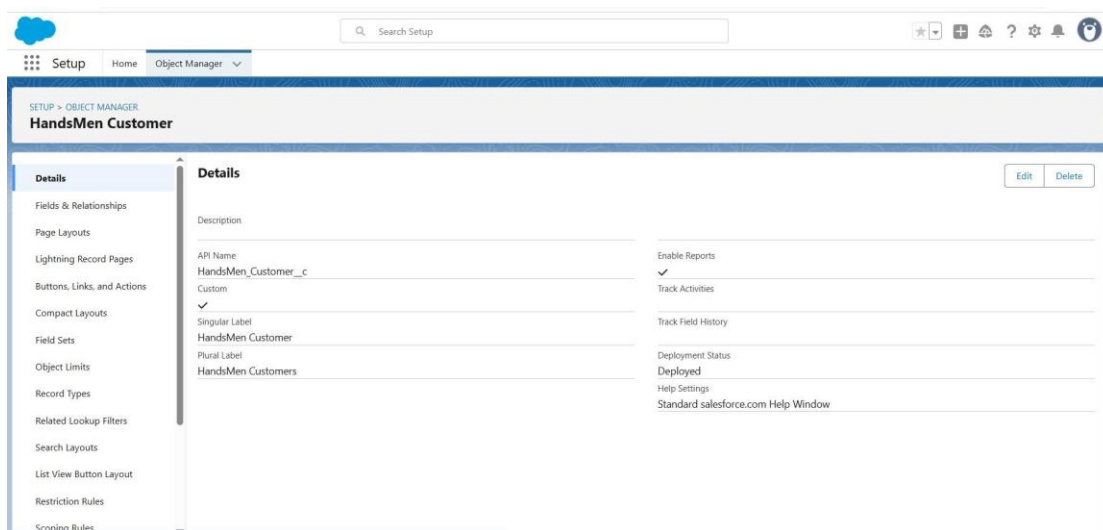 Search Setup
Setup
Home
Object Manager
SETUP > OBJECT MANAGER
HandsMen Customer
Details
Fields & Relationships
Page Layouts
Lightning Record Pages
Buttons, Links, and Actions
Compact Layouts
Field Sets
Object Limits
Record Types
Related Lookup Filters
Search Layouts
List View Button Layout
Restriction Rules
Scoping Rules
Details
Edit
Delete
Description
API Name
HandsMen_Customer__c
Custom
Singular Label
HandsMen Customer
Plural Label
HandsMen Customers
Enable Reports
Track Activities
Track Field History
Deployment Status
Deployed
Help Settings
Standard salesforce.com Help Window